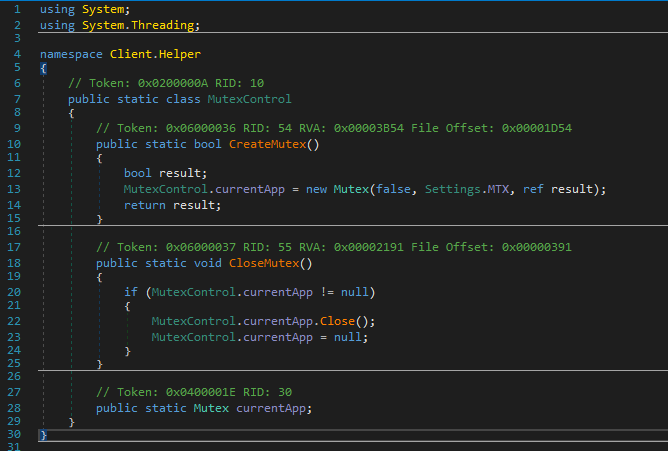 1 using System;
2 using System.Threading;
3
4 namespace Client.Helper
5 {
6 // Token: 0x0200000A RID: 10
7 public static class MutexControl
8 {
9 // Token: 0x06000036 RID: 54 RVA: 0x00003B54 File Offset: 0x00001D54
10 public static bool CreateMutex()
11 {
12 bool result;
13 MutexControl.currentApp = new Mutex(false, Settings.MTX, ref result);
14 return result;
15 }
16
17 // Token: 0x06000037 RID: 55 RVA: 0x00002191 File Offset: 0x00000391
18 public static void CloseMutex()
19 {
20 if (MutexControl.currentApp != null)
21 {
22 MutexControl.currentApp.Close();
23 MutexControl.currentApp = null;
24 }
25 }
26
27 // Token: 0x0400001E RID: 30
28 public static Mutex currentApp;
29 }
30 }
31